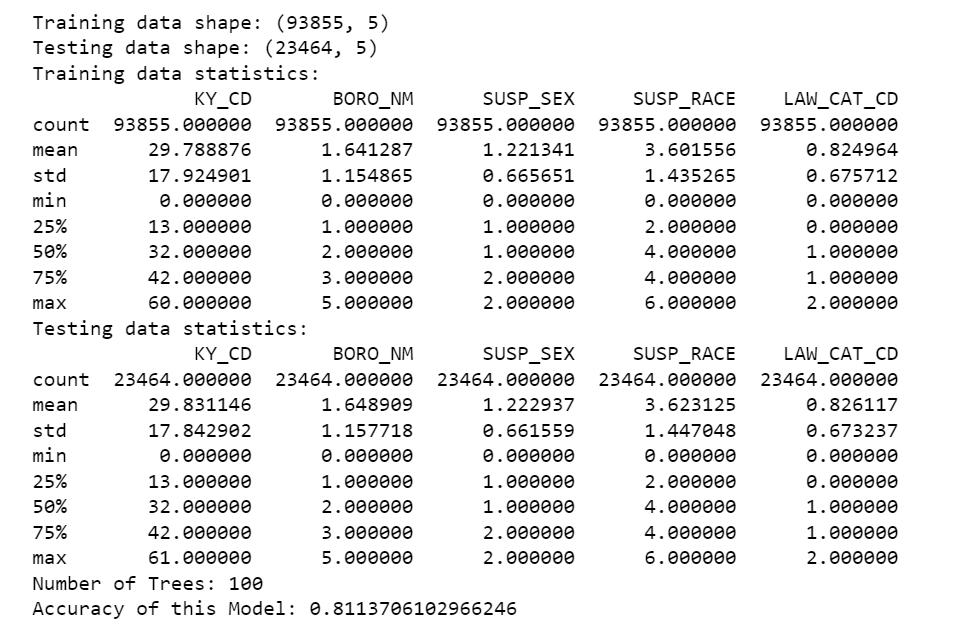 Training data shape: (93855, 5)
Testing data shape: (23464, 5)
Training data statistics:
KY_CD BORO_NM SUSP_SEX SUSP_RACE LAW_CAT_CD
count 93855.000000 93855.000000 93855.000000 93855.000000 93855.000000
mean 29.788876 1.641287 1.221341 3.601556 0.824964
std 17.924901 1.154865 0.665651 1.435265 0.675712
min 0.000000 0.000000 0.000000 0.000000 0.000000
25% 13.000000 1.000000 1.000000 2.000000 0.000000
50% 32.000000 2.000000 1.000000 4.000000 1.000000
75% 42.000000 3.000000 2.000000 4.000000 1.000000
max 60.000000 5.000000 2.000000 6.000000 2.000000
Testing data statistics:
KY_CD BORO_NM SUSP_SEX SUSP_RACE LAW_CAT_CD
count 23464.000000 23464.000000 23464.000000 23464.000000 23464.000000
mean 29.831146 1.648909 1.222937 3.623125 0.826117
std 17.842902 1.157718 0.661559 1.447048 0.673237
min 0.000000 0.000000 0.000000 0.000000 0.000000
25% 13.000000 1.000000 1.000000 2.000000 0.000000
50% 32.000000 2.000000 1.000000 4.000000 1.000000
75% 42.000000 3.000000 2.000000 4.000000 1.000000
max 61.000000 5.000000 2.000000 6.000000 2.000000
Number of Trees: 100
Accuracy of this Model: 0.8113706102966246